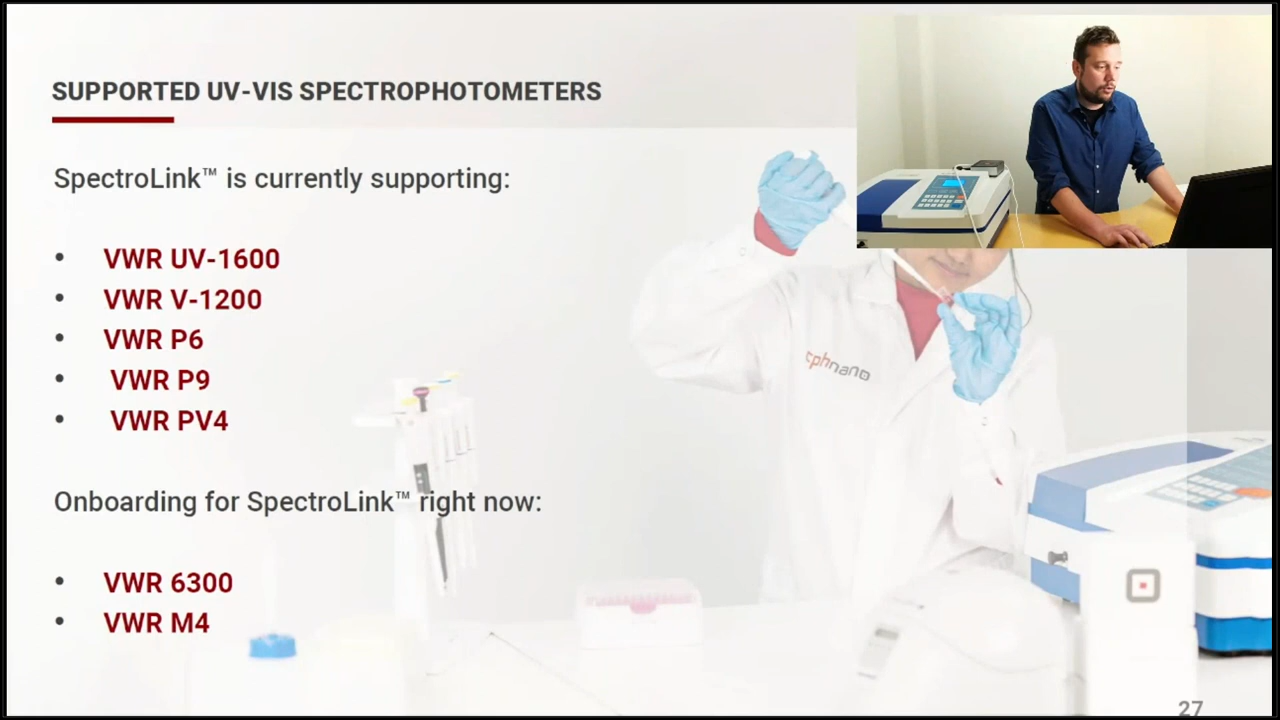 SUPPORTED UV-VIS SPECTROPHOTOMETERS
SpectroLink™ is currently supporting:
• VWR UV-1600
• VWR V-1200
• VWR P6
• VWR P9
• VWR PV4
Onboarding for SpectroLink™ right now:
• VWR 6300
• VWR M4
cphnano
27